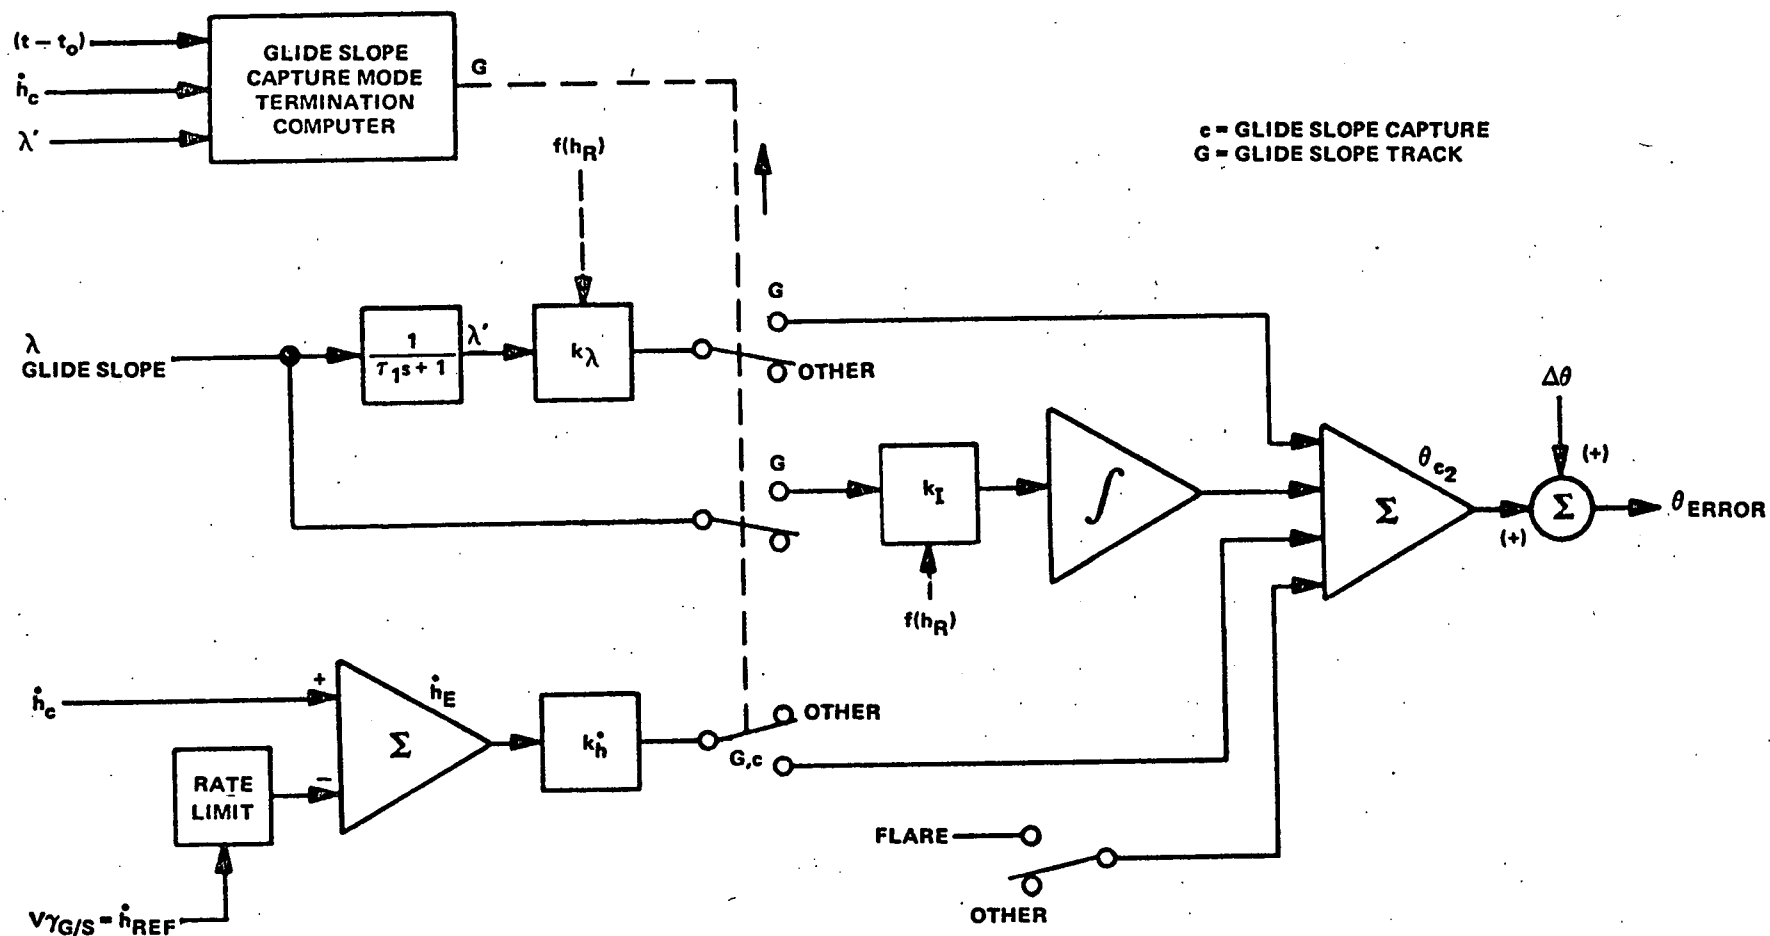 (t – t₀)
ḣc
λ′
GLIDE SLOPE
CAPTURE MODE
TERMINATION
COMPUTER
G
c = GLIDE SLOPE CAPTURE
G = GLIDE SLOPE TRACK
f(hR)
λ
GLIDE SLOPE
1
τ₁s + 1
λ′
kλ
G
OTHER
G
kI
f(hR)
∫
Σ
θc₂
Δθ
(+)
(+)
Σ
θERROR
ḣc
+
–
Σ
ḣE
kḣ
OTHER
G,c
RATE
LIMIT
VγG/S = ḣREF
FLARE
OTHER